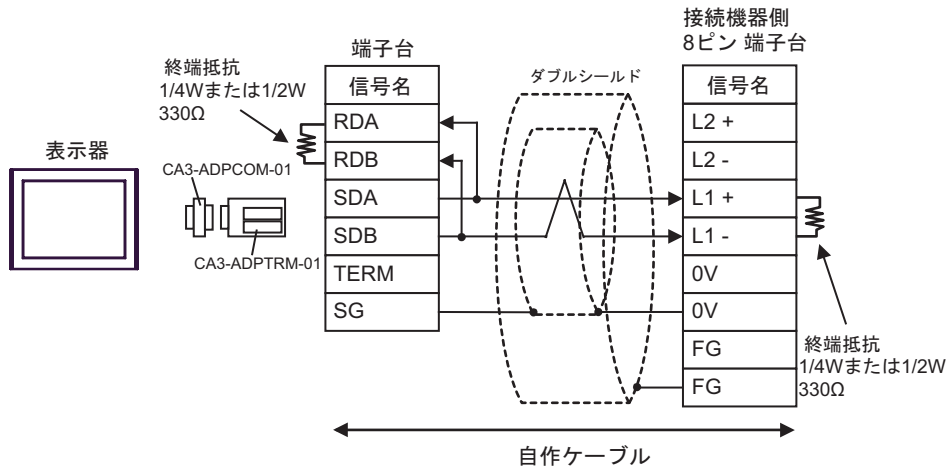 接続機器側
8ピン 端子台
端子台
終端抵抗
1/4Wまたは1/2W
330Ω
ダブルシールド
信号名
信号名
RDA
L2 +
表示器
RDB
L2 -
CA3-ADPCOM-01
SDA
L1 +
SDB
L1 -
CA3-ADPTRM-01
TERM
0V
SG
0V
FG
終端抵抗
1/4Wまたは1/2W
330Ω
FG
自作ケーブル